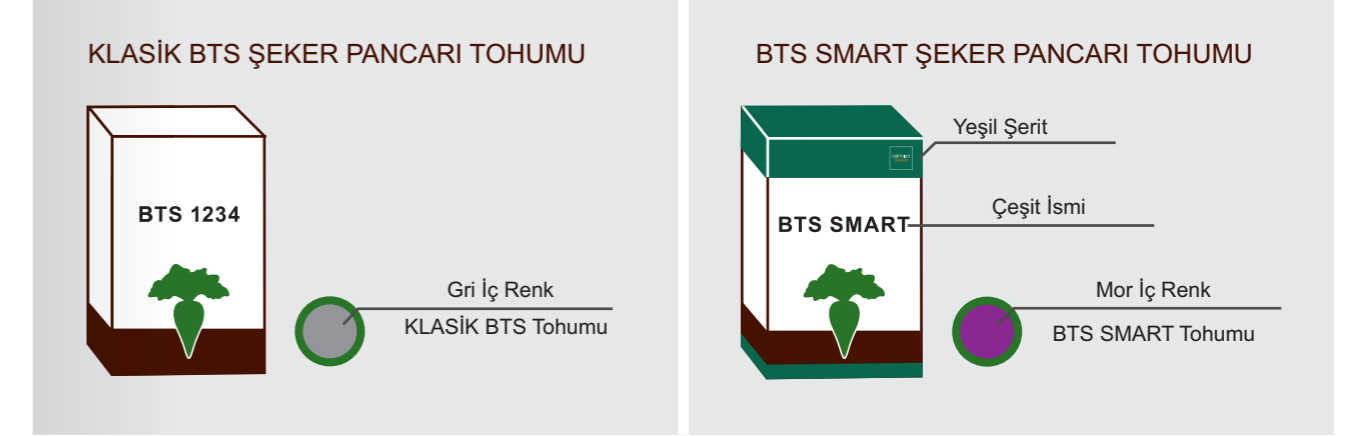 KLASİK BTS ŞEKER PANCARI TOHUMU
BTS 1234
Gri İç Renk
KLASİK BTS Tohumu
BTS SMART ŞEKER PANCARI TOHUMU
Yeşil Şerit
Çeşit İsmi
BTS SMART
Mor İç Renk
BTS SMART Tohumu